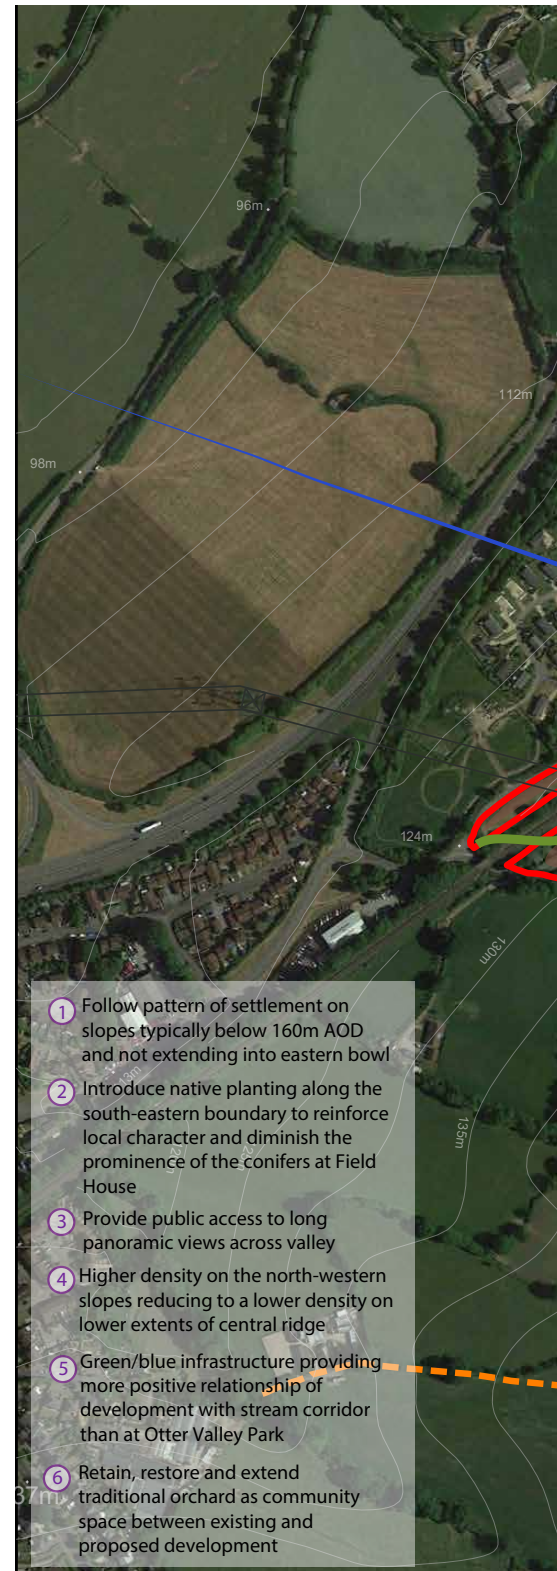 96m
112m
98m
124m
130m
135m
1 Follow pattern of settlement on
slopes typically below 160m AOD
and not extending into eastern bowl
2 Introduce native planting along the
south-eastern boundary to reinforce
local character and diminish the
prominence of the conifers at Field
House
3 Provide public access to long
panoramic views across valley
4 Higher density on the north-western
slopes reducing to a lower density on
lower extents of central ridge
5 Green/blue infrastructure providing
more positive relationship of
development with stream corridor
than at Otter Valley Park
6 Retain, restore and extend
traditional orchard as community
space between existing and
proposed development